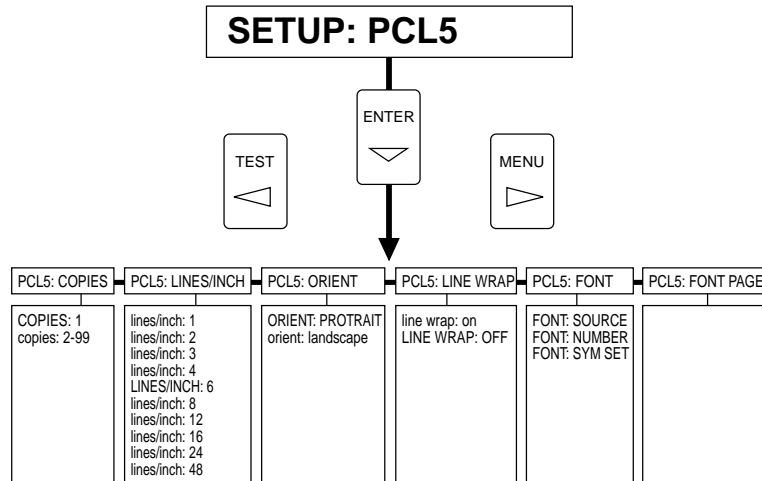 SETUP: PCL5
ENTER
TEST
MENU
PCL5: COPIES
PCL5: LINES/INCH
PCL5: ORIENT
PCL5: LINE WRAP
PCL5: FONT
PCL5: FONT PAGE
COPIES: 1
copies: 2-99
lines/inch: 1
lines/inch: 2
lines/inch: 3
lines/inch: 4
LINES/INCH: 6
lines/inch: 8
lines/inch: 12
lines/inch: 16
lines/inch: 24
lines/inch: 48
ORIENT: PROTRAIT
orient: landscape
line wrap: on
LINE WRAP: OFF
FONT: SOURCE
FONT: NUMBER
FONT: SYM SET